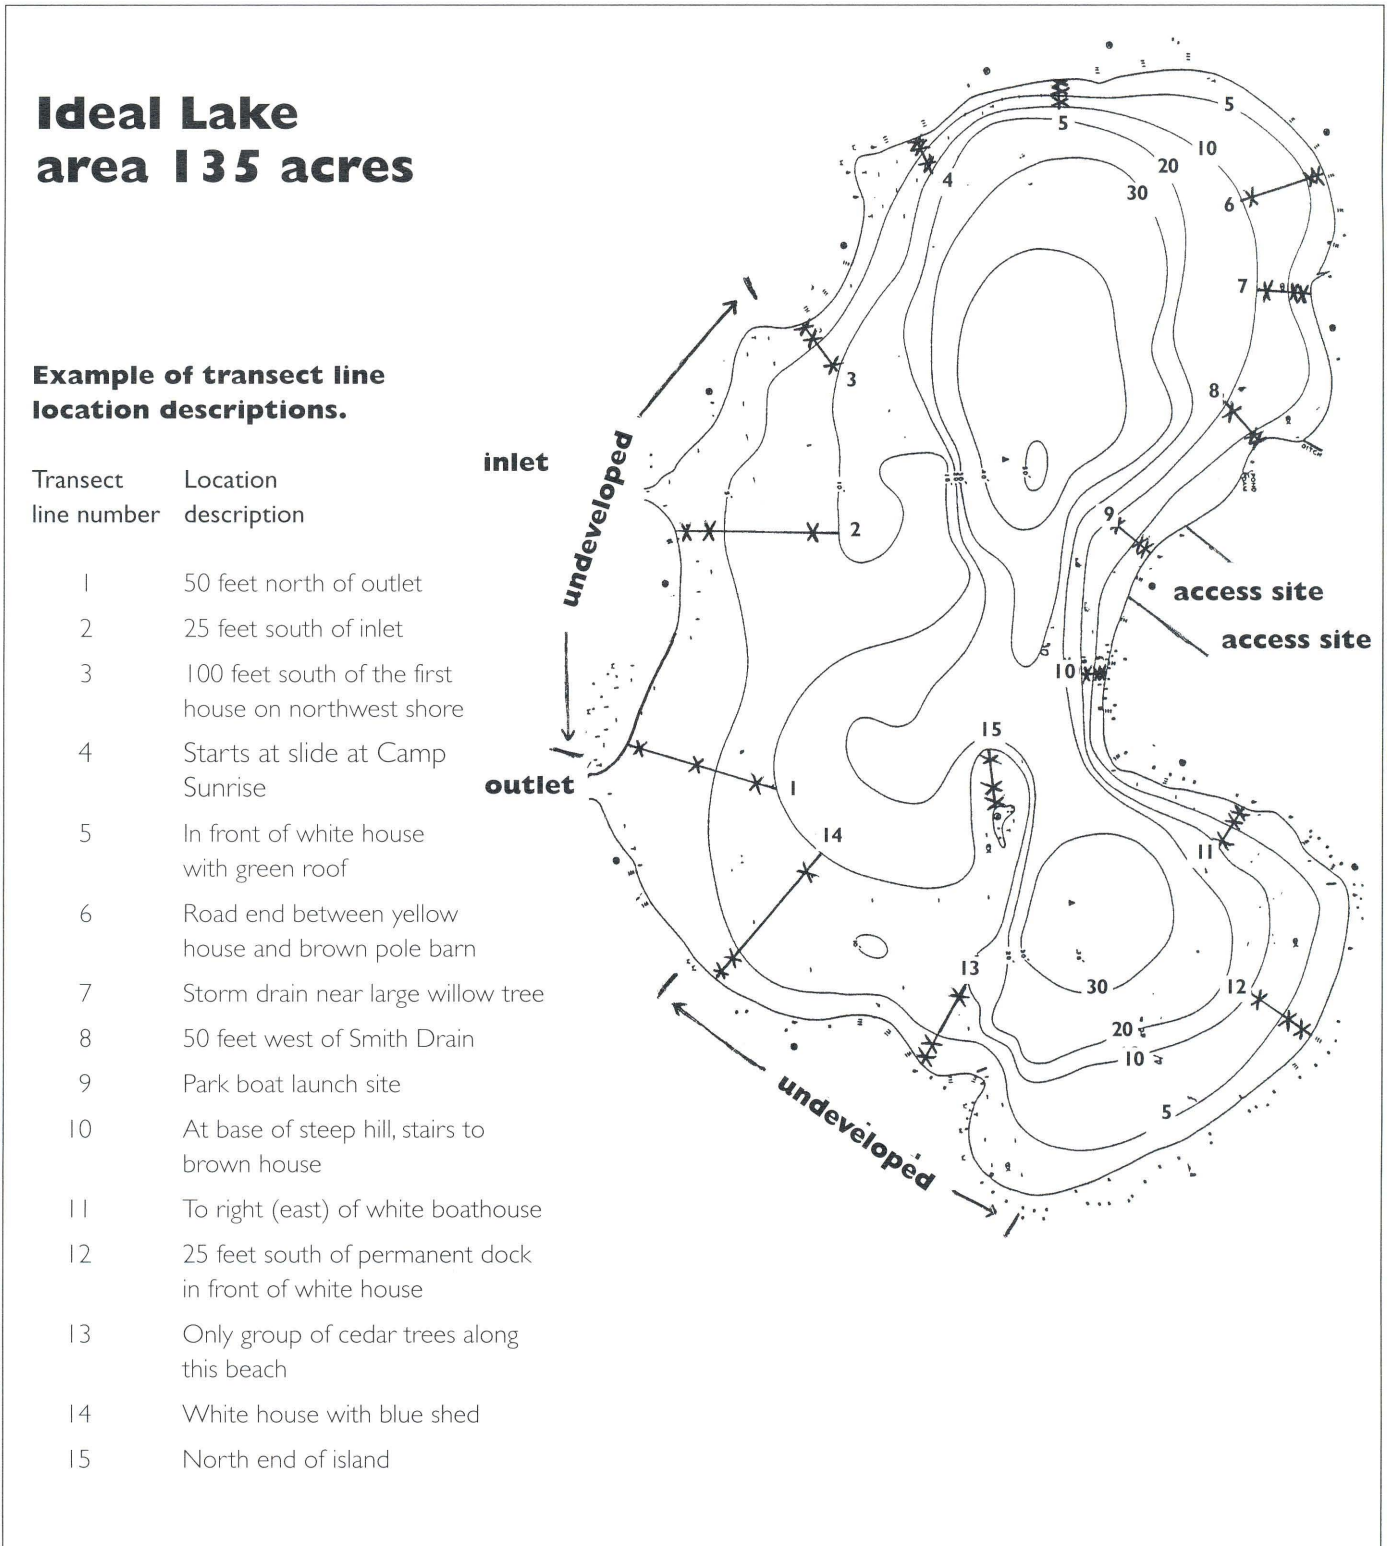 Ideal Lake
area 135 acres
Example of transect line
location descriptions.
Transect
line number
Location
description
1 50 feet north of outlet
2 25 feet south of inlet
3 100 feet south of the first
house on northwest shore
4 Starts at slide at Camp
Sunrise
5 In front of white house
with green roof
6 Road end between yellow
house and brown pole barn
7 Storm drain near large willow tree
8 50 feet west of Smith Drain
9 Park boat launch site
10 At base of steep hill, stairs to
brown house
11 To right (east) of white boathouse
12 25 feet south of permanent dock
in front of white house
13 Only group of cedar trees along
this beach
14 White house with blue shed
15 North end of island
5
5
10
20
30
4
6
7
3
8
inlet
undeveloped
2
9
access site
access site
10
15
outlet
1
14
11
13
12
30
20
10
5
undeveloped